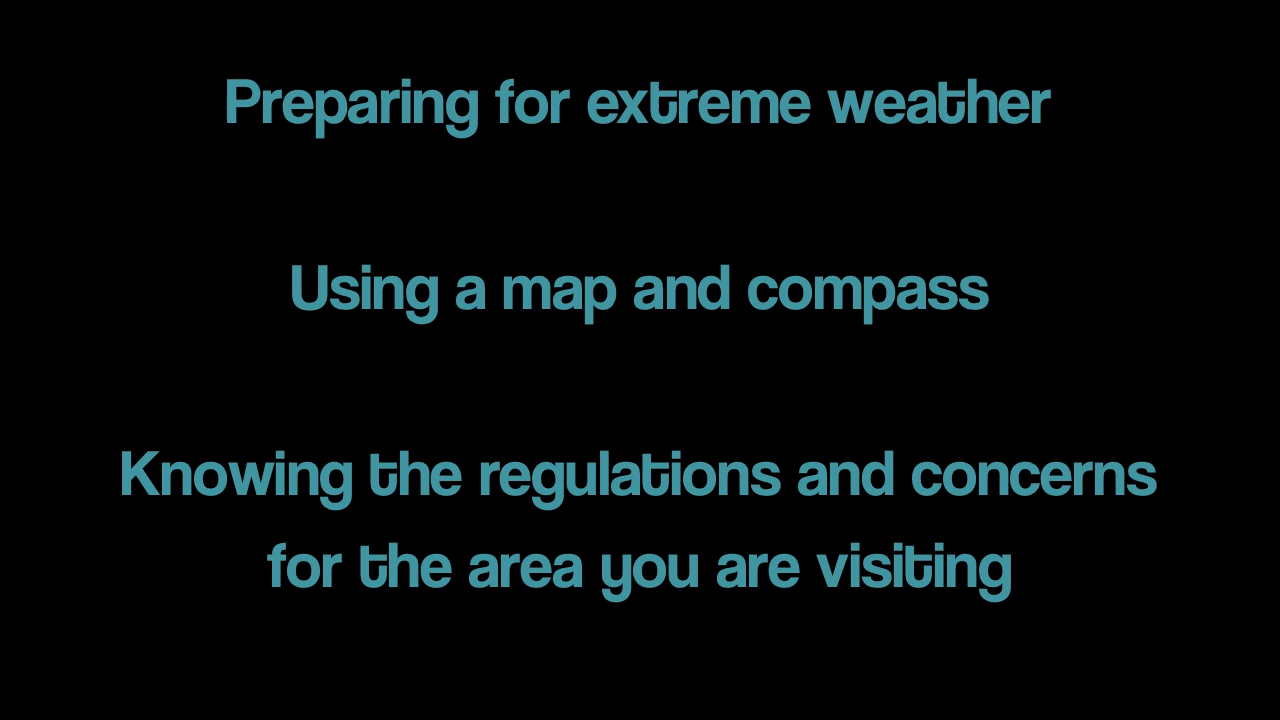 Preparing for extreme weather
Using a map and compass
Knowing the regulations and concerns
for the area you are visiting